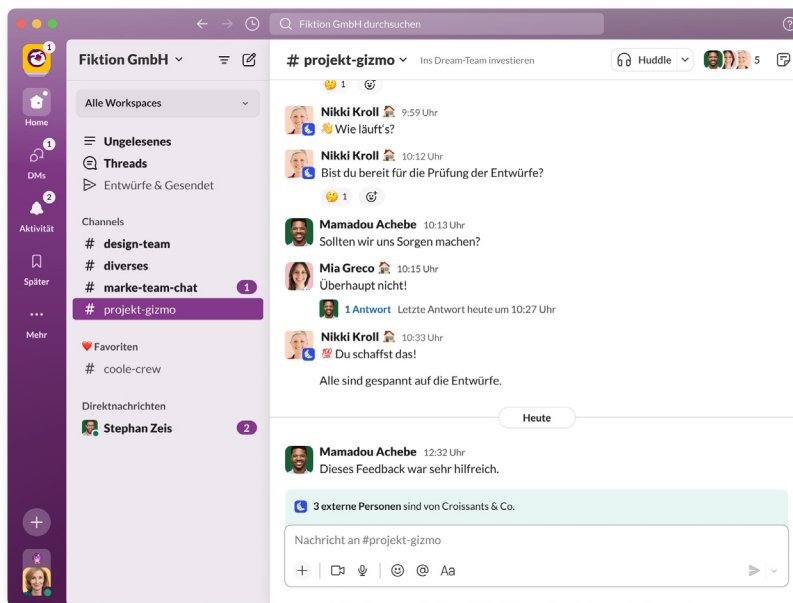 1
Home
1
DMs
2
Aktivität
Später
Mehr
Fiktion GmbH durchsuchen
Fiktion GmbH
Alle Workspaces
Ungelesenes
Threads
Entwürfe & Gesendet
Channels
# design-team
# diverses
# marke-team-chat 1
# projekt-gizmo
Favoriten
# coole-crew
Direktnachrichten
Stephan Zeis 2
# projekt-gizmo Ins Dream-Team investieren Huddle 5
1
Nikki Kroll 9:59 Uhr
Wie läuft's?
Nikki Kroll 10:12 Uhr
Bist du bereit für die Prüfung der Entwürfe?
1
Mamadou Achebe 10:13 Uhr
Sollten wir uns Sorgen machen?
Mia Greco 10:15 Uhr
Überhaupt nicht!
1 Antwort Letzte Antwort heute um 10:27 Uhr
Nikki Kroll 10:33 Uhr
💯 Du schaffst das!
Alle sind gespannt auf die Entwürfe.
Heute
Mamadou Achebe 12:32 Uhr
Dieses Feedback war sehr hilfreich.
3 externe Personen sind von Croissants & Co.
Nachricht an #projekt-gizmo
+ @ Aa